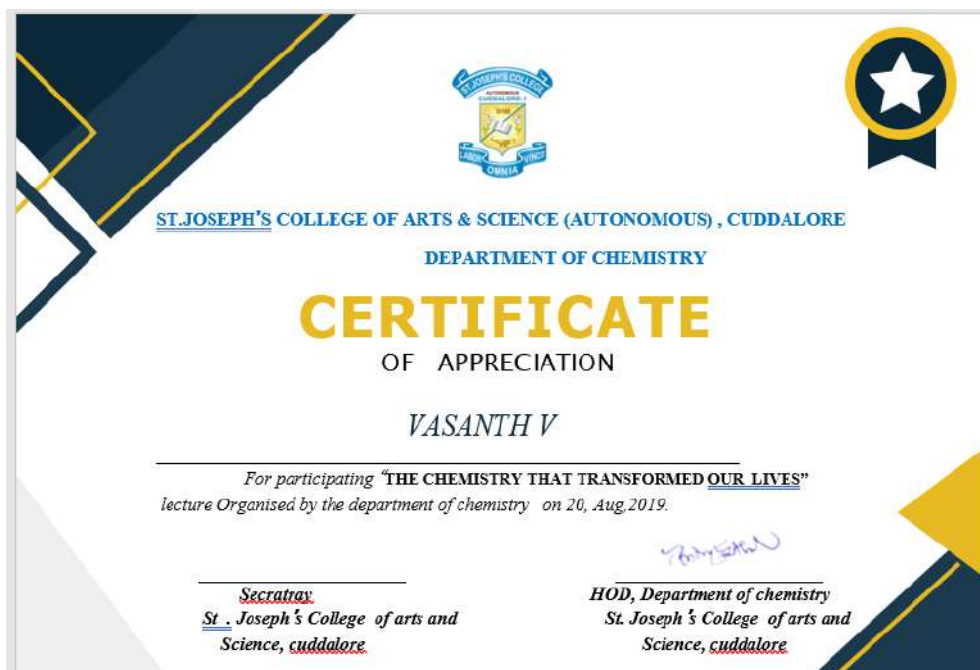 ST.JOSEPH'S COLLEGE
AUTONOMOUS
CUDDALORE-1
LABOR VINCIT
OMNIA
ST.JOSEPH'S COLLEGE OF ARTS & SCIENCE (AUTONOMOUS) , CUDDALORE
DEPARTMENT OF CHEMISTRY
CERTIFICATE
OF APPRECIATION
VASANTH V
For participating “THE CHEMISTRY THAT TRANSFORMED OUR LIVES”
lecture Organised by the department of chemistry on 20, Aug,2019.
Secratray
St . Joseph's College of arts and
Science, cuddalore
HOD, Department of chemistry
St. Joseph's College of arts and
Science, cuddalore